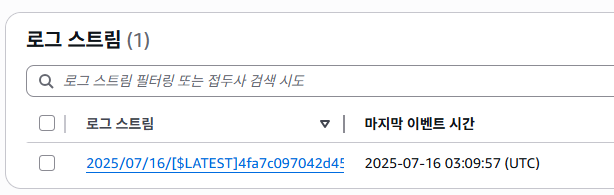 로그 스트림 (1)
로그 스트림 필터링 또는 접두사 검색 시도
로그 스트림 마지막 이벤트 시간
2025/07/16/[$LATEST]4fa7c097042d45 2025-07-16 03:09:57 (UTC)